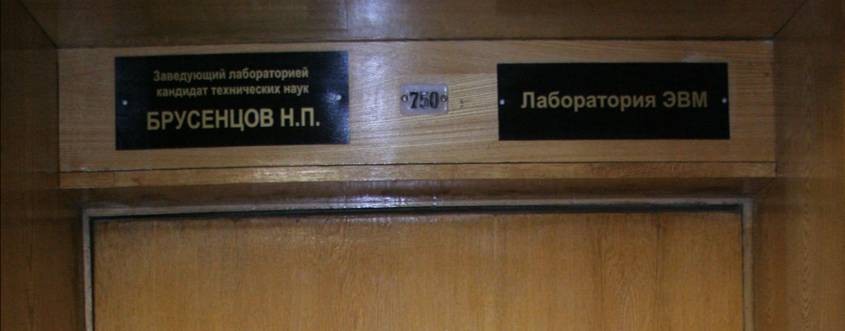 Заведующий лабораторией
кандидат технических наук
БРУСЕНЦОВ Н.П.
750
Лаборатория ЭВМ